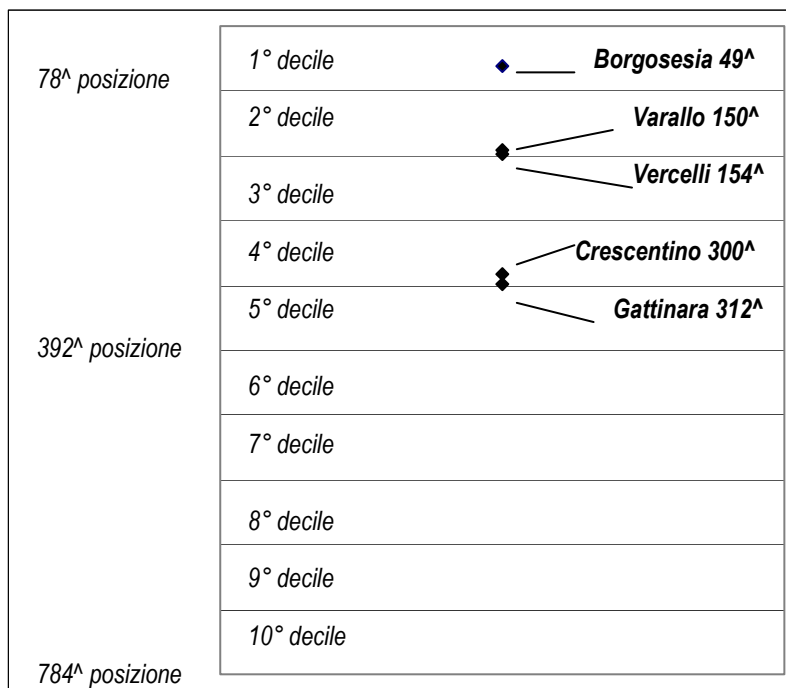 1° decile
Borgosesia 49^
78^ posizione
2° decile
Varallo 150^
Vercelli 154^
3° decile
4° decile
Crescentino 300^
5° decile
Gattinara 312^
392^ posizione
6° decile
7° decile
8° decile
9° decile
10° decile
784^ posizione